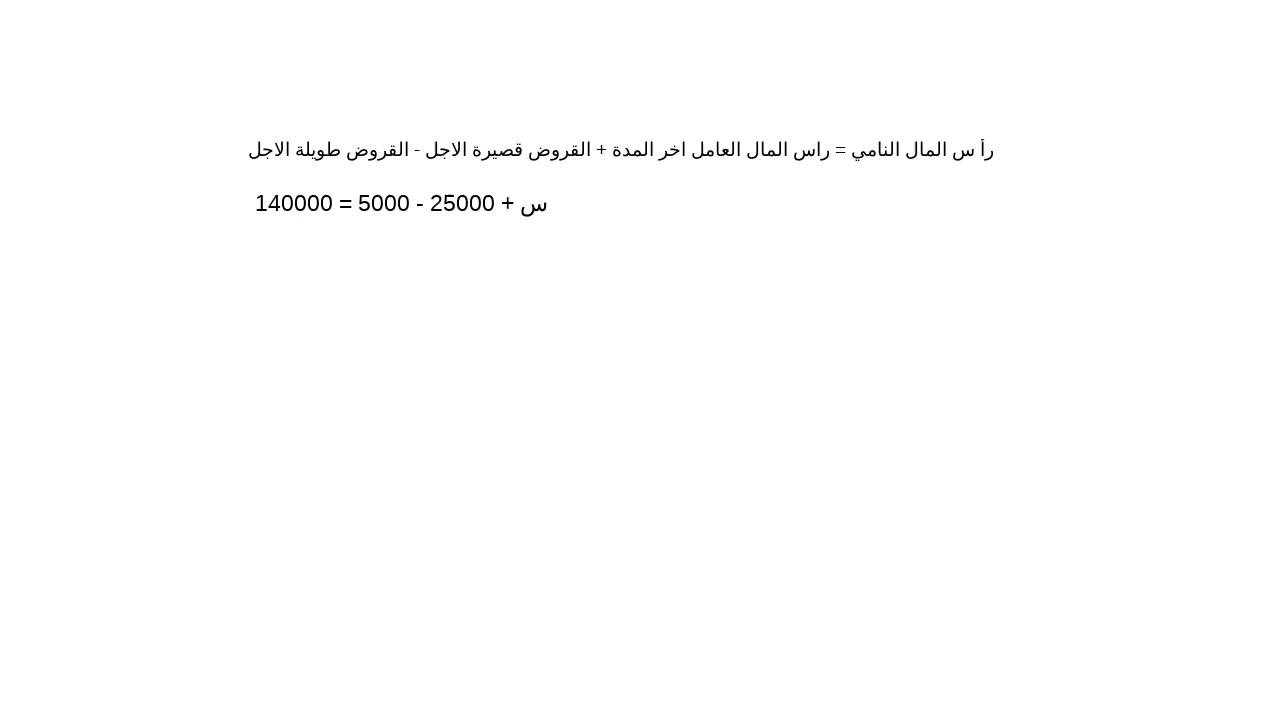 رأ س المال النامي = راس المال العامل اخر المدة + القروض قصيرة الاجل - القروض طويلة الاجل
س + 25000 - 5000 = 140000